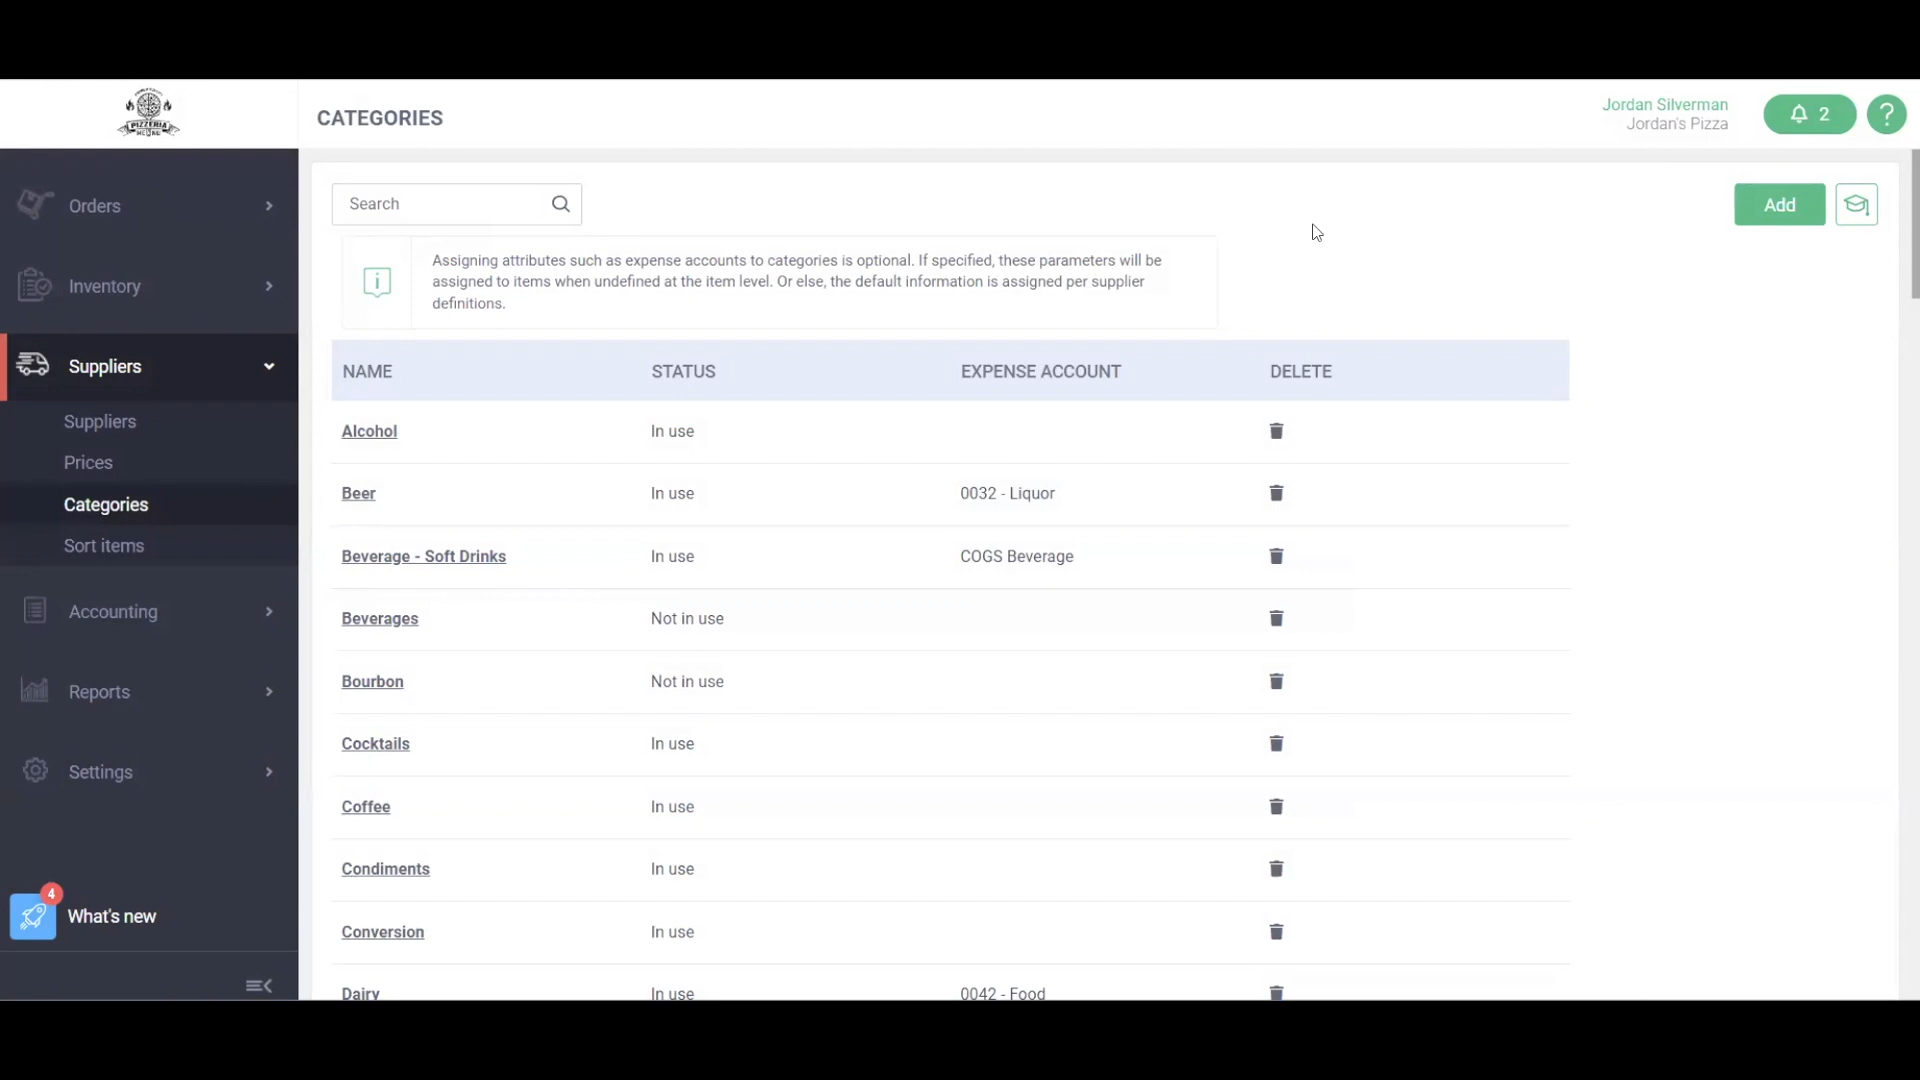 PIZZERIA
CATEGORIES
Jordan Silverman
Jordan's Pizza
2
?
Orders
Inventory
Suppliers
Suppliers
Prices
Categories
Sort items
Accounting
Reports
Settings
4
What's new
Search
Add
i
Assigning attributes such as expense accounts to categories is optional. If specified, these parameters will be
assigned to items when undefined at the item level. Or else, the default information is assigned per supplier
definitions.
NAME STATUS EXPENSE ACCOUNT DELETE
Alcohol In use
Beer In use 0032 - Liquor
Beverage - Soft Drinks In use COGS Beverage
Beverages Not in use
Bourbon Not in use
Cocktails In use
Coffee In use
Condiments In use
Conversion In use
Dairy In use 0042 - Food